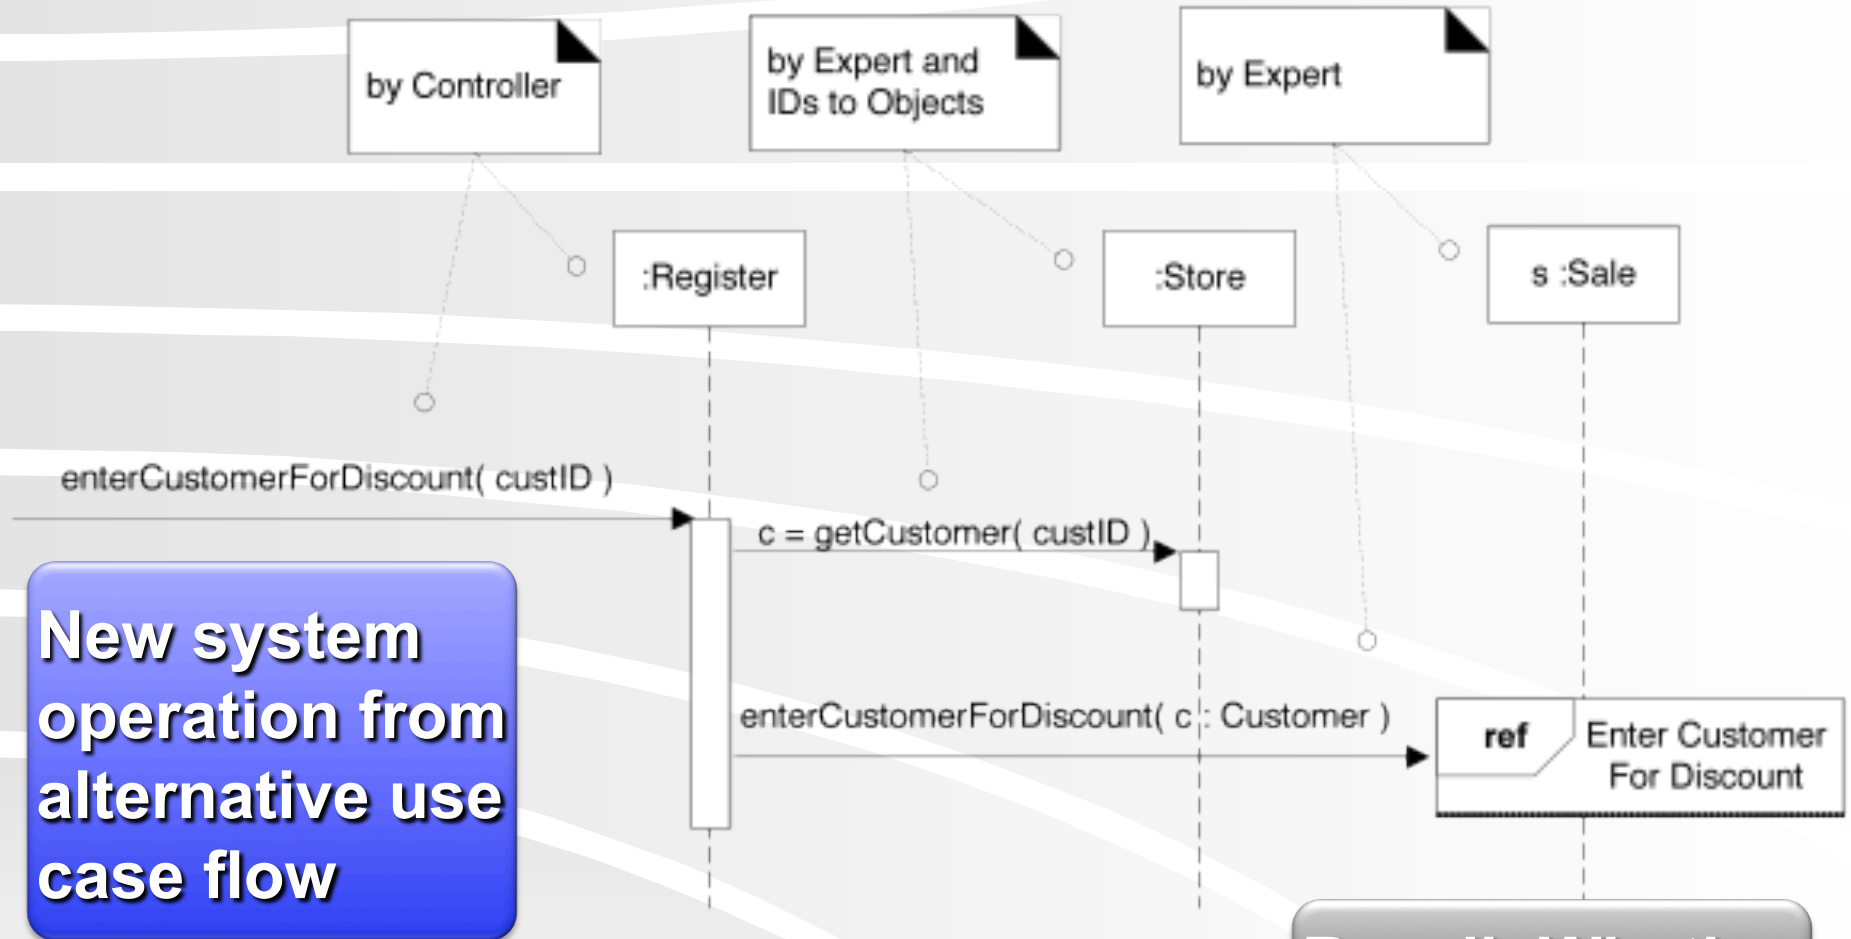 by Controller
by Expert and
IDs to Objects
by Expert
:Register
:Store
s :Sale
enterCustomerForDiscount( custID )
c = getCustomer( custID )
enterCustomerForDiscount( c : Customer )
ref
Enter Customer
For Discount
New system
operation from
alternative use
case flow